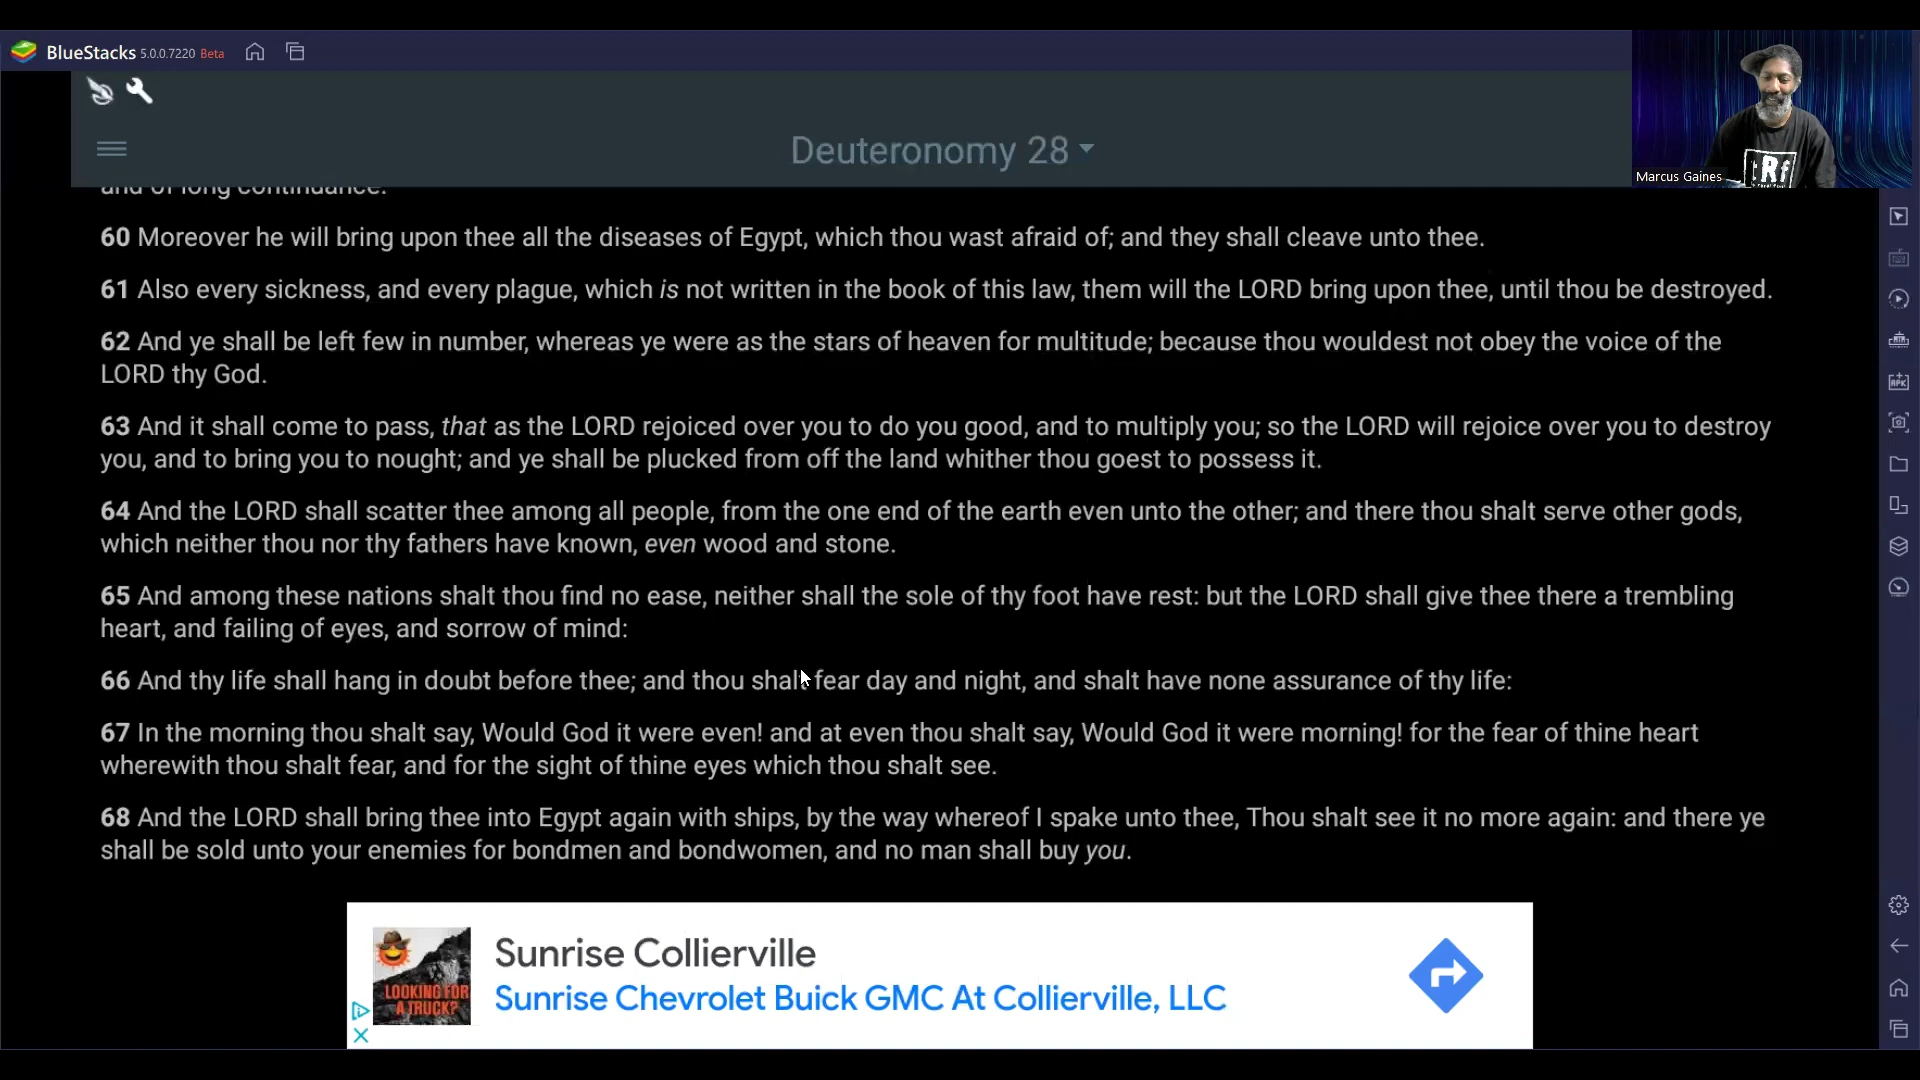 BlueStacks 5.0.0.7220 Beta
Deuteronomy 28
Marcus Gaines
and of long continuance.
60 Moreover he will bring upon thee all the diseases of Egypt, which thou wast afraid of; and they shall cleave unto thee.
61 Also every sickness, and every plague, which is not written in the book of this law, them will the LORD bring upon thee, until thou be destroyed.
62 And ye shall be left few in number, whereas ye were as the stars of heaven for multitude; because thou wouldest not obey the voice of the
LORD thy God.
63 And it shall come to pass, that as the LORD rejoiced over you to do you good, and to multiply you; so the LORD will rejoice over you to destroy
you, and to bring you to nought; and ye shall be plucked from off the land whither thou goest to possess it.
64 And the LORD shall scatter thee among all people, from the one end of the earth even unto the other; and there thou shalt serve other gods,
which neither thou nor thy fathers have known, even wood and stone.
65 And among these nations shalt thou find no ease, neither shall the sole of thy foot have rest: but the LORD shall give thee there a trembling
heart, and failing of eyes, and sorrow of mind:
66 And thy life shall hang in doubt before thee; and thou shalt fear day and night, and shalt have none assurance of thy life:
67 In the morning thou shalt say, Would God it were even! and at even thou shalt say, Would God it were morning! for the fear of thine heart
wherewith thou shalt fear, and for the sight of thine eyes which thou shalt see.
68 And the LORD shall bring thee into Egypt again with ships, by the way whereof I spake unto thee, Thou shalt see it no more again: and there ye
shall be sold unto your enemies for bondmen and bondwomen, and no man shall buy you.
LOOKING FOR
A TRUCK?
Sunrise Collierville
Sunrise Chevrolet Buick GMC At Collierville, LLC